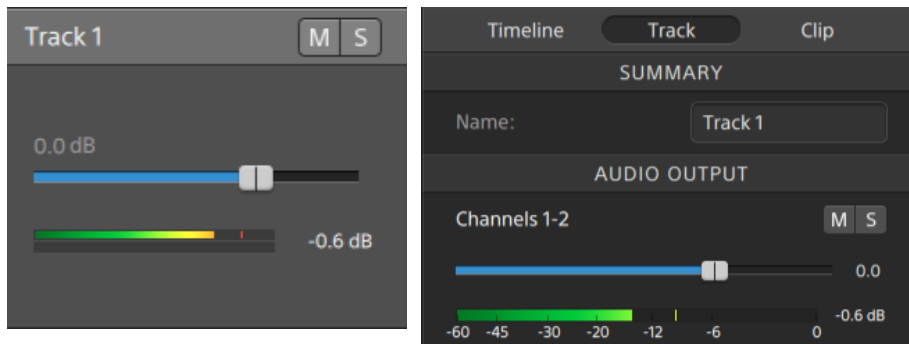 Track 1 M S
0.0 dB
-0.6 dB
Timeline Track Clip
SUMMARY
Name: Track 1
AUDIO OUTPUT
Channels 1-2 M S
0.0
-0.6 dB
-60 -45 -30 -20 -12 -6 0